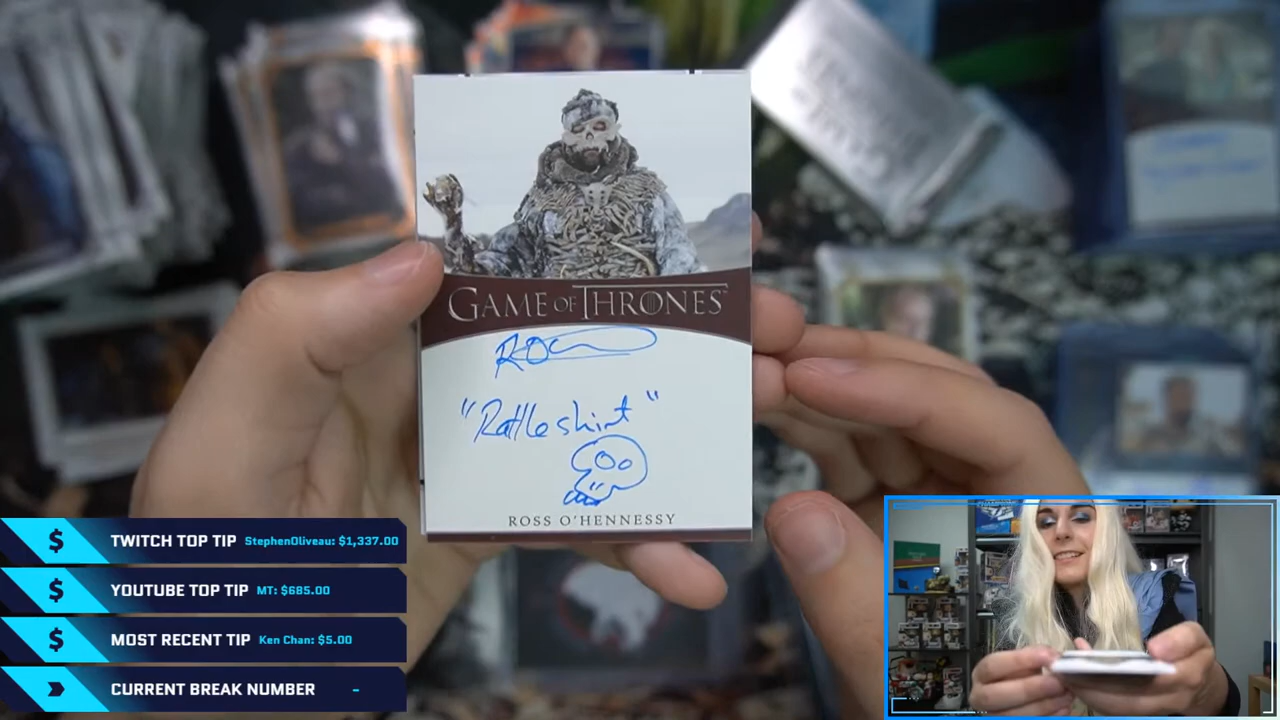 GAME OF THRONES
"Rattleshirt"
ROSS O'HENNESSY
TWITCH TOP TIP StephenOliveau: $1,337.00
YOUTUBE TOP TIP MT: $685.00
MOST RECENT TIP Ken Chan: $5.00
CURRENT BREAK NUMBER -